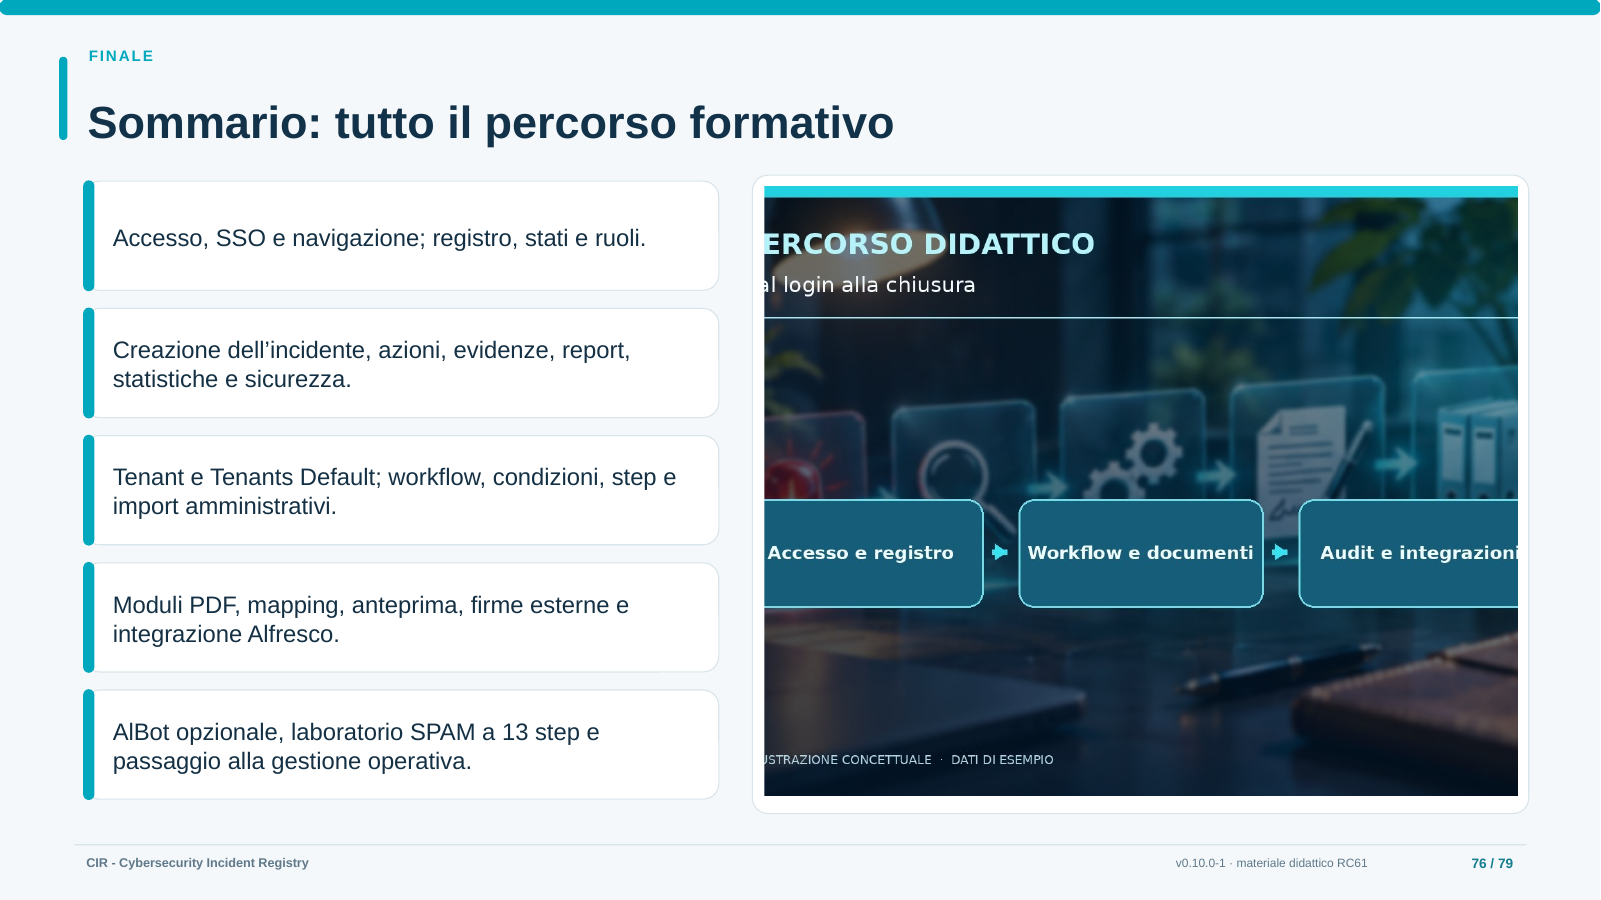 FINALE
Sommario: tutto il percorso formativo
Accesso, SSO e navigazione; registro, stati e ruoli.
Creazione dell’incidente, azioni, evidenze, report,
statistiche e sicurezza.
Tenant e Tenants Default; workflow, condizioni, step e
import amministrativi.
Moduli PDF, mapping, anteprima, firme esterne e
integrazione Alfresco.
AlBot opzionale, laboratorio SPAM a 13 step e
passaggio alla gestione operativa.
ERCORSO DIDATTICO
al login alla chiusura
Accesso e registro
Workflow e documenti
Audit e integrazioni
USTRAZIONE CONCETTUALE · DATI DI ESEMPIO
CIR - Cybersecurity Incident Registry
v0.10.0-1 · materiale didattico RC61
76 / 79